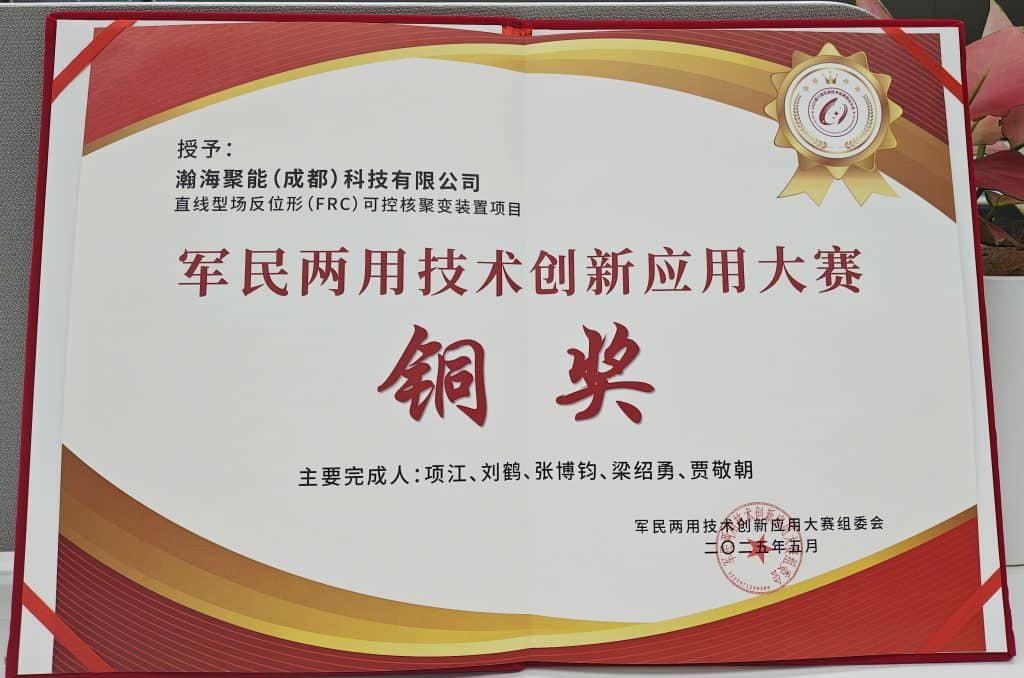 授予：
瀚海聚能（成都）科技有限公司
直线型场反位形（FRC）可控核聚变装置项目
军民两用技术创新应用大赛
铜 奖
主要完成人：项江、刘鹤、张博钧、梁绍勇、贾敬朝
军民两用技术创新应用大赛组委会
二〇二五年五月